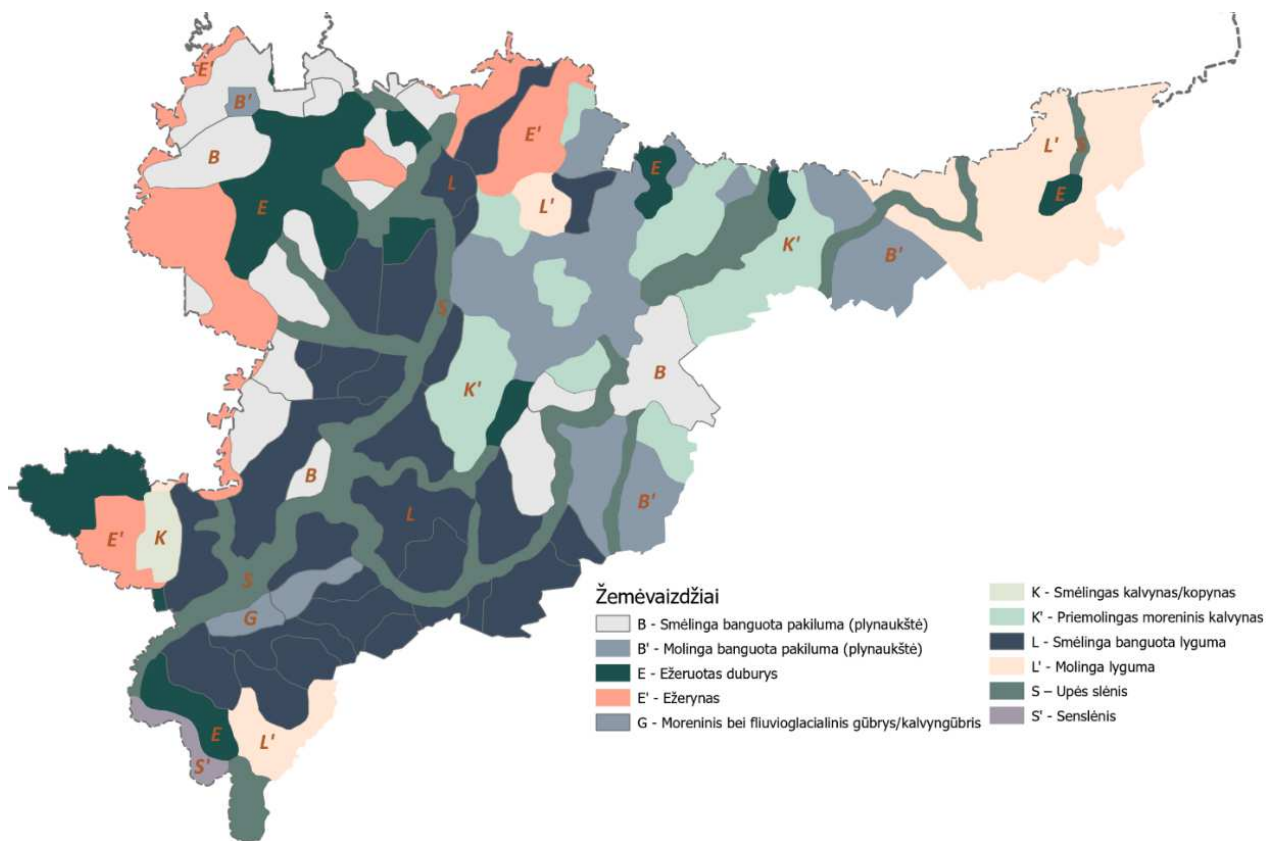 E'
B'
B
E
E'
L
L'
E
L'
S
E
K'
B'
S
K'
B
B
B'
L
E'
K
S
G
E
L'
S'
Žemėvaizdžiai
B - Smėlinga banguota pakiluma (plynaukštė)
B' - Molinga banguota pakiluma (plynaukštė)
E - Ežeruotas duburys
E' - Ežerynas
G - Moreninis bei fliuvioglacialinis gūbrys/kalvyngūbris
K - Smėlingas kalvynas/kopynas
K' - Priemolingas moreninis kalvynas
L - Smėlinga banguota lyguma
L' - Molinga lyguma
S – Upės slėnis
S' - Senslėnis